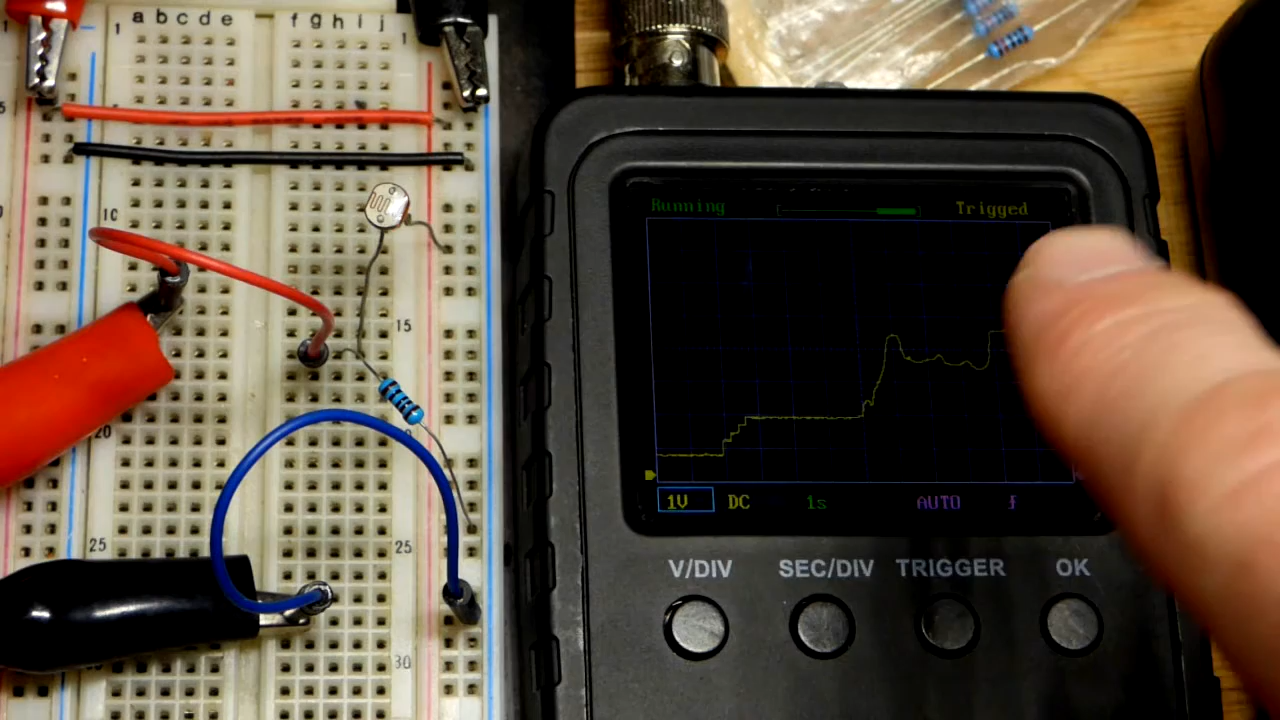 a b c d e
f g h i j
1
1
10
15
20
25
25
30
Running
Trigged
1V DC 1s AUTO ƒ
V/DIV SEC/DIV TRIGGER OK